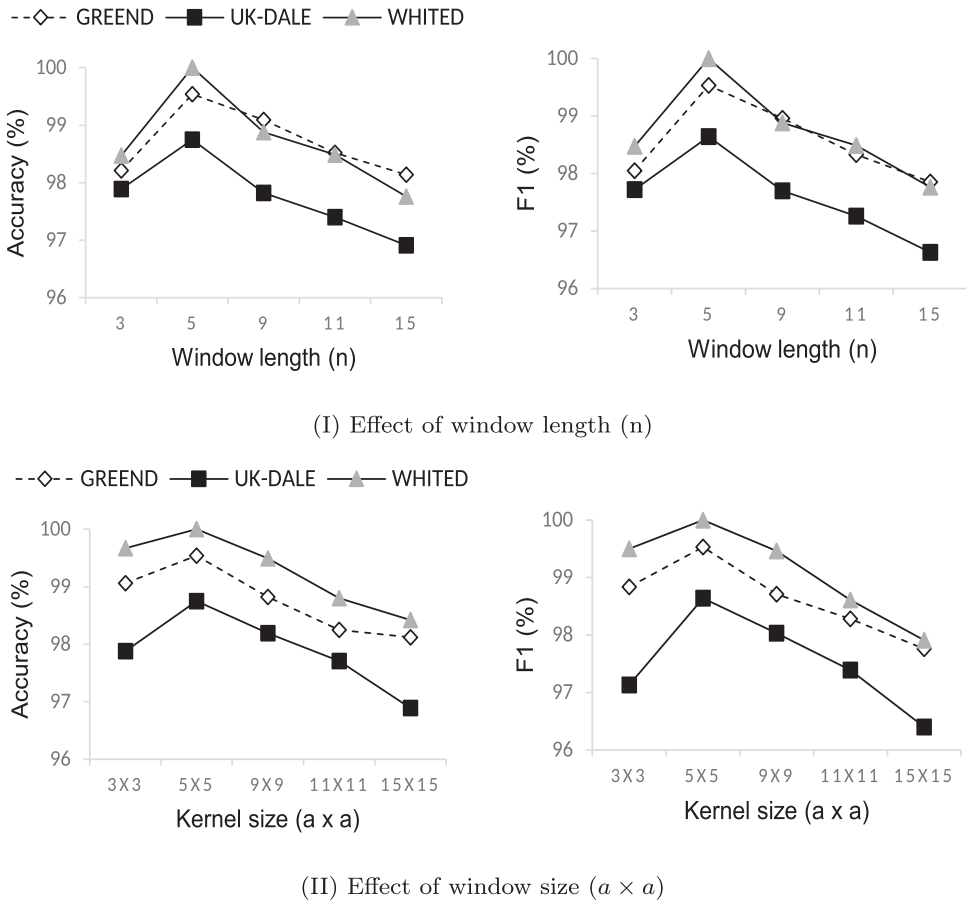 GREEND UK-DALE WHITED
100
99
98
97
96
Accuracy (%)
3 5 9 11 15
Window length (n)
100
99
98
97
96
F1 (%)
3 5 9 11 15
Window length (n)
(I) Effect of window length (n)
GREEND UK-DALE WHITED
100
99
98
97
96
Accuracy (%)
3X3 5X5 9X9 11X11 15X15
Kernel size (a x a)
100
99
98
97
96
F1 (%)
3X3 5X5 9X9 11X11 15X15
Kernel size (a x a)
(II) Effect of window size (a × a)